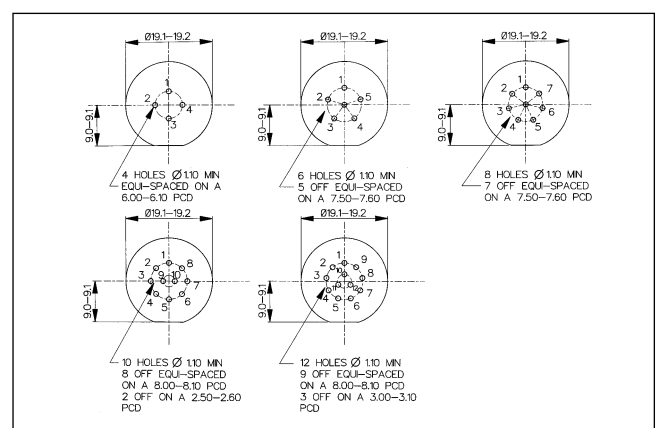 Ø19.1–19.2
Ø19.1–19.2
Ø19.1–19.2
1
2
4
3
9.0–9.1
1
2
5
3
4
9.0–9.1
1
2
7
3
6
4
5
9.0–9.1
4 HOLES Ø 1.10 MIN
EQUI-SPACED ON A
6.00–6.10 PCD
6 HOLES Ø 1.10 MIN
5 OFF EQUI-SPACED
ON A 7.50–7.60 PCD
8 HOLES Ø 1.10 MIN
7 OFF EQUI-SPACED
ON A 7.50–7.60 PCD
Ø19.1–19.2
Ø19.1–19.2
1
2
8
3
9
10
7
4
6
5
9.0–9.1
1
2
9
3
10
8
4
11
12
7
5
6
9.0–9.1
10 HOLES Ø 1.10 MIN
8 OFF EQUI-SPACED
ON A 8.00–8.10 PCD
2 OFF ON A 2.50–2.60
PCD
12 HOLES Ø 1.10 MIN
9 OFF EQUI-SPACED
ON A 8.00–8.10 PCD
3 OFF ON A 3.00–3.10
PCD